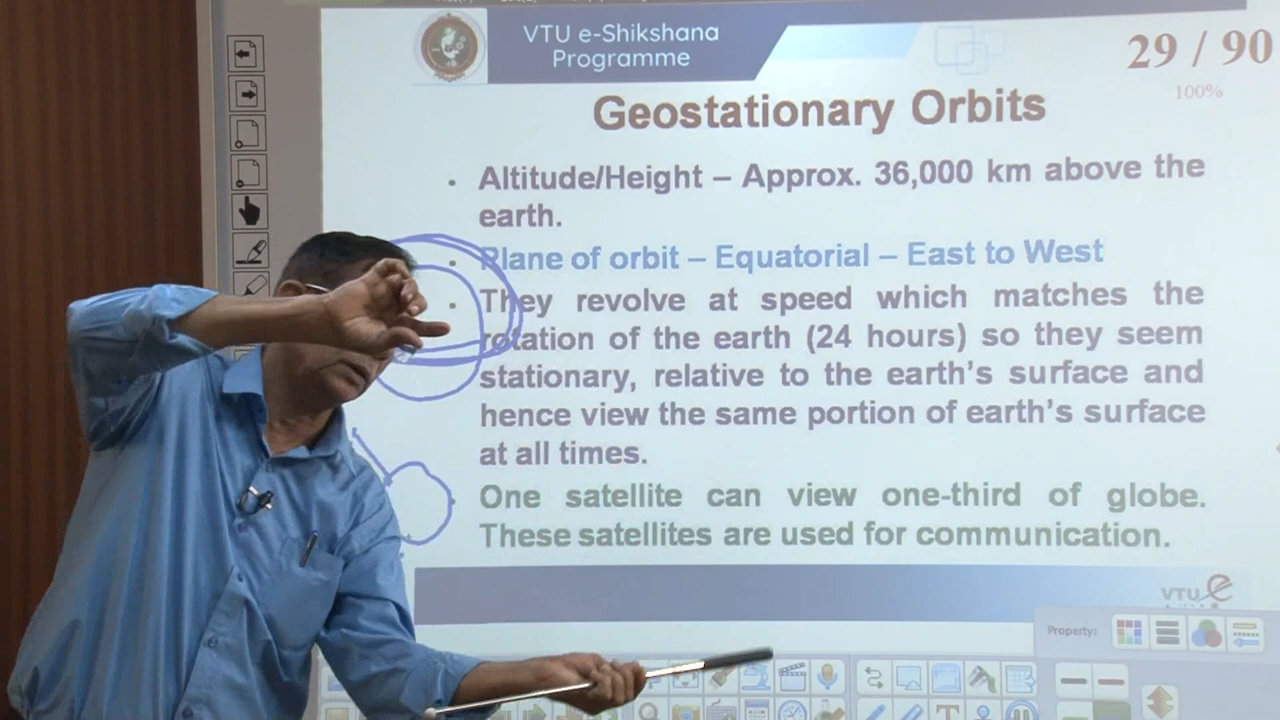 VTU e-Shikshana
Programme
29 / 90
100%
Geostationary Orbits
• Altitude/Height – Approx. 36,000 km above the
earth.
• Plane of orbit – Equatorial – East to West
• They revolve at speed which matches the
rotation of the earth (24 hours) so they seem
stationary, relative to the earth's surface and
hence view the same portion of earth's surface
at all times.
One satellite can view one-third of globe.
These satellites are used for communication.
VTU e
Property: